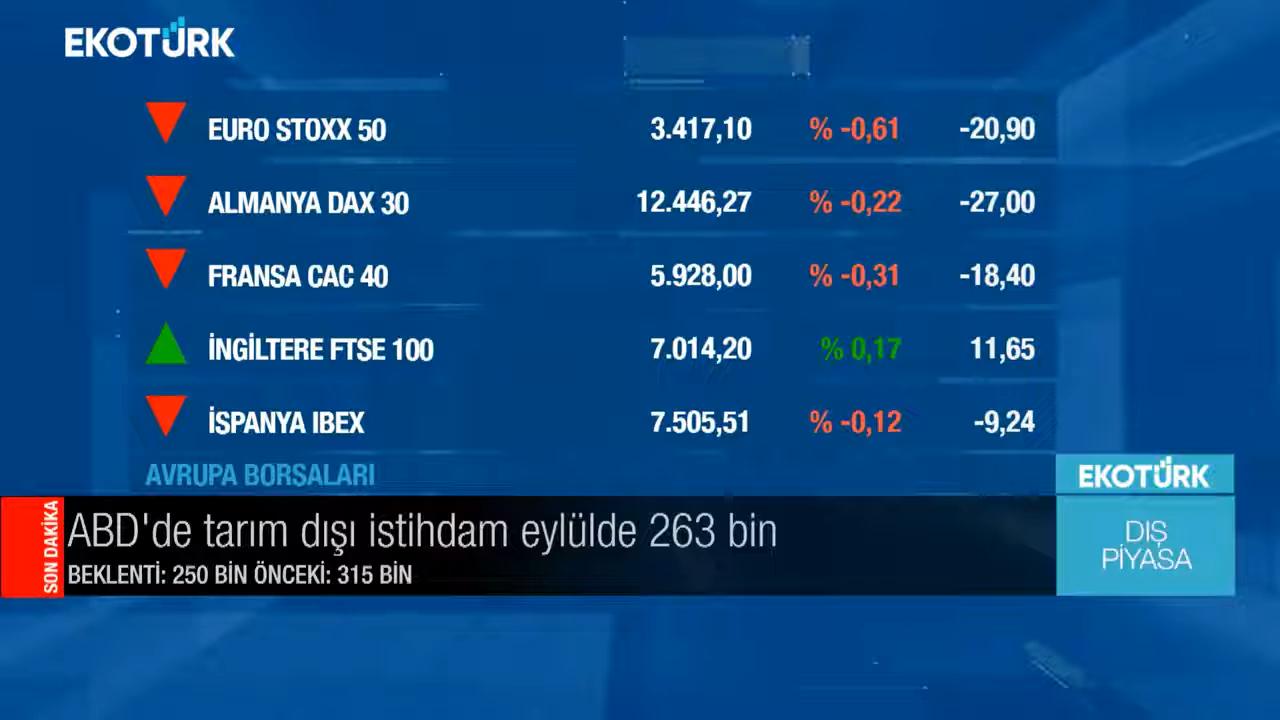 EKOTÜRK
EURO STOXX 50 3.417,10 % -0,61 -20,90
ALMANYA DAX 30 12.446,27 % -0,22 -27,00
FRANSA CAC 40 5.928,00 % -0,31 -18,40
İNGİLTERE FTSE 100 7.014,20 % 0,17 11,65
İSPANYA IBEX 7.505,51 % -0,12 -9,24
AVRUPA BORSALARI
EKOTÜRK
SON DAKİKA
ABD'de tarım dışı istihdam eylülde 263 bin
BEKLENTİ: 250 BİN ÖNCEKİ: 315 BİN
DIŞ
PİYASA